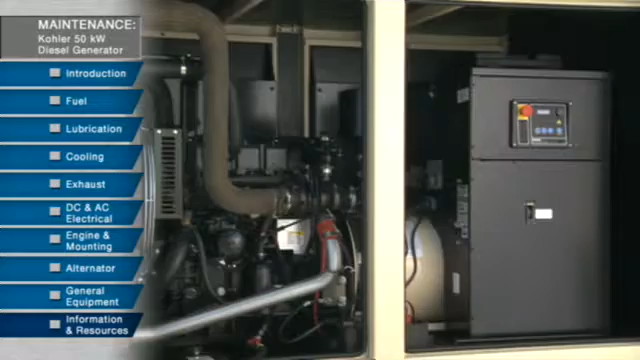 MAINTENANCE:
Kohler 50 kW
Diesel Generator
Introduction
Fuel
Lubrication
Cooling
Exhaust
DC & AC
Electrical
Engine &
Mounting
Alternator
General
Equipment
Information
& Resources